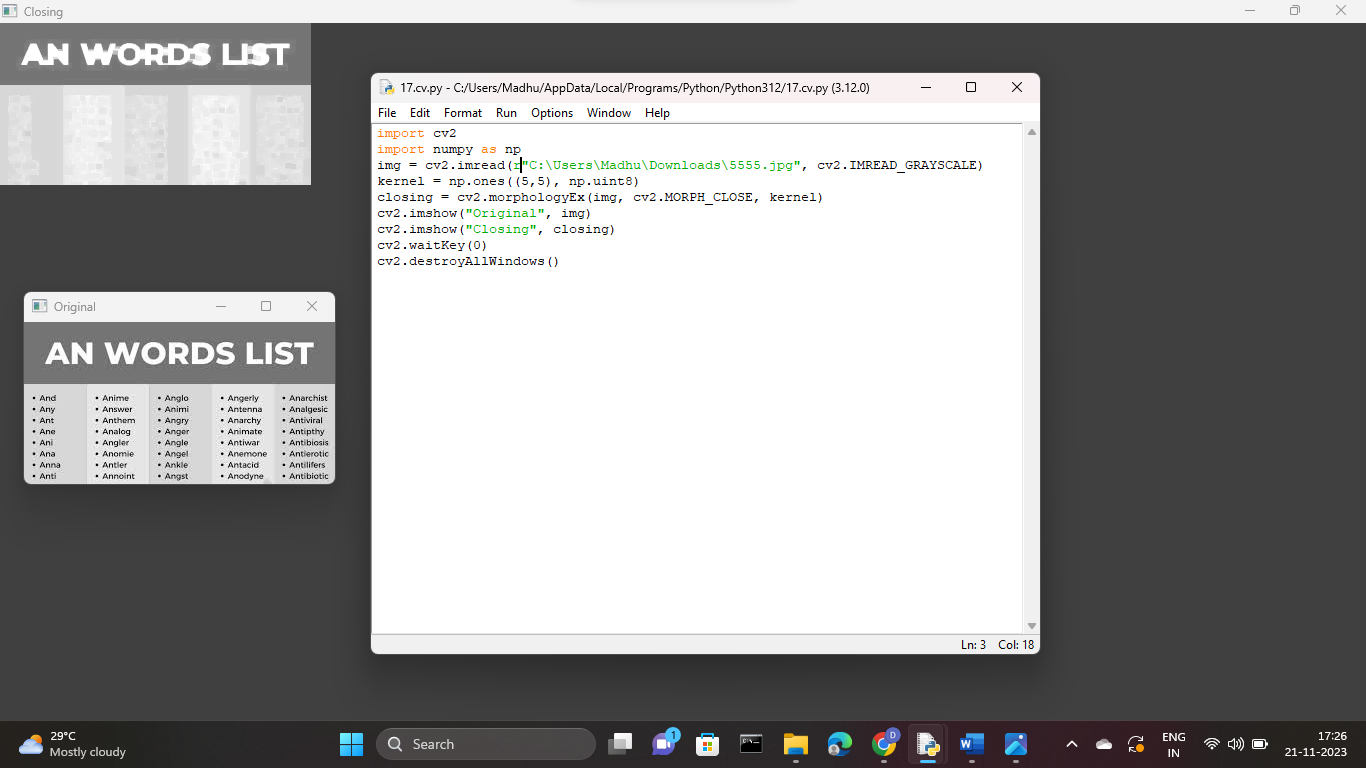 Closing
AN WORDS LIST
17.cv.py - C:/Users/Madhu/AppData/Local/Programs/Python/Python312/17.cv.py (3.12.0)
File Edit Format Run Options Window Help
import cv2
import numpy as np
img = cv2.imread(r"C:\Users\Madhu\Downloads\5555.jpg", cv2.IMREAD_GRAYSCALE)
kernel = np.ones((5,5), np.uint8)
closing = cv2.morphologyEx(img, cv2.MORPH_CLOSE, kernel)
cv2.imshow("Original", img)
cv2.imshow("Closing", closing)
cv2.waitKey(0)
cv2.destroyAllWindows()
Ln: 3 Col: 18
Original
AN WORDS LIST
• And • Anime • Anglo • Angerly • Anarchist
• Any • Answer • Animi • Antenna • Analgesic
• Ant • Anthem • Angry • Anarchy • Antiviral
• Ane • Analog • Anger • Animate • Antipthy
• Ani • Angler • Angle • Antiwar • Antibiosis
• Ana • Anomie • Angel • Anemone • Antierotic
• Anna • Antler • Ankle • Antacid • Antilifers
• Anti • Annoint • Angst • Anodyne • Antibiotic
29°C
Mostly cloudy
Search
1
D
ENG
IN
17:26
21-11-2023